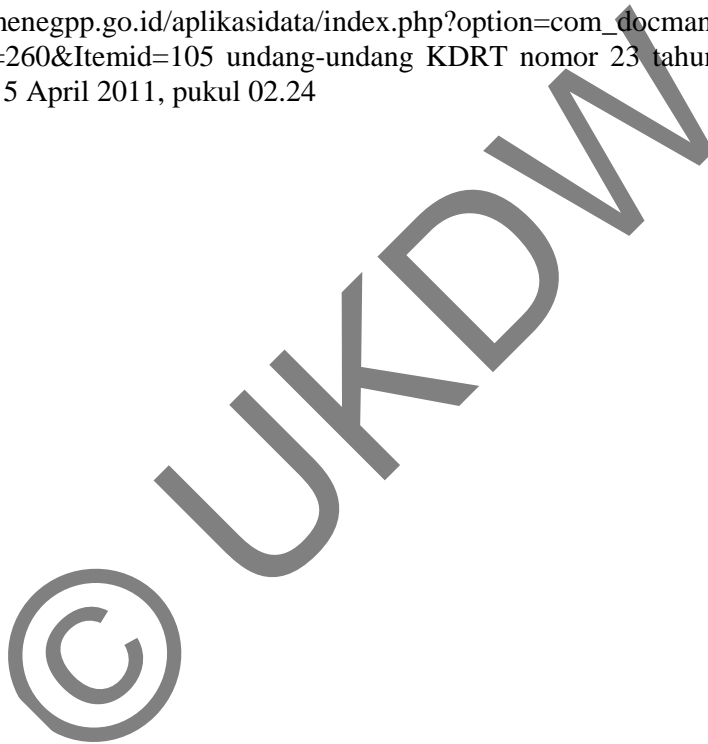 nenegpp.go.id/aplikasidata/index.php?option=com_docman
=260&Itemid=105 undang-undang KDRT nomor 23 tahun
5 April 2011, pukul 02.24
© UKDW